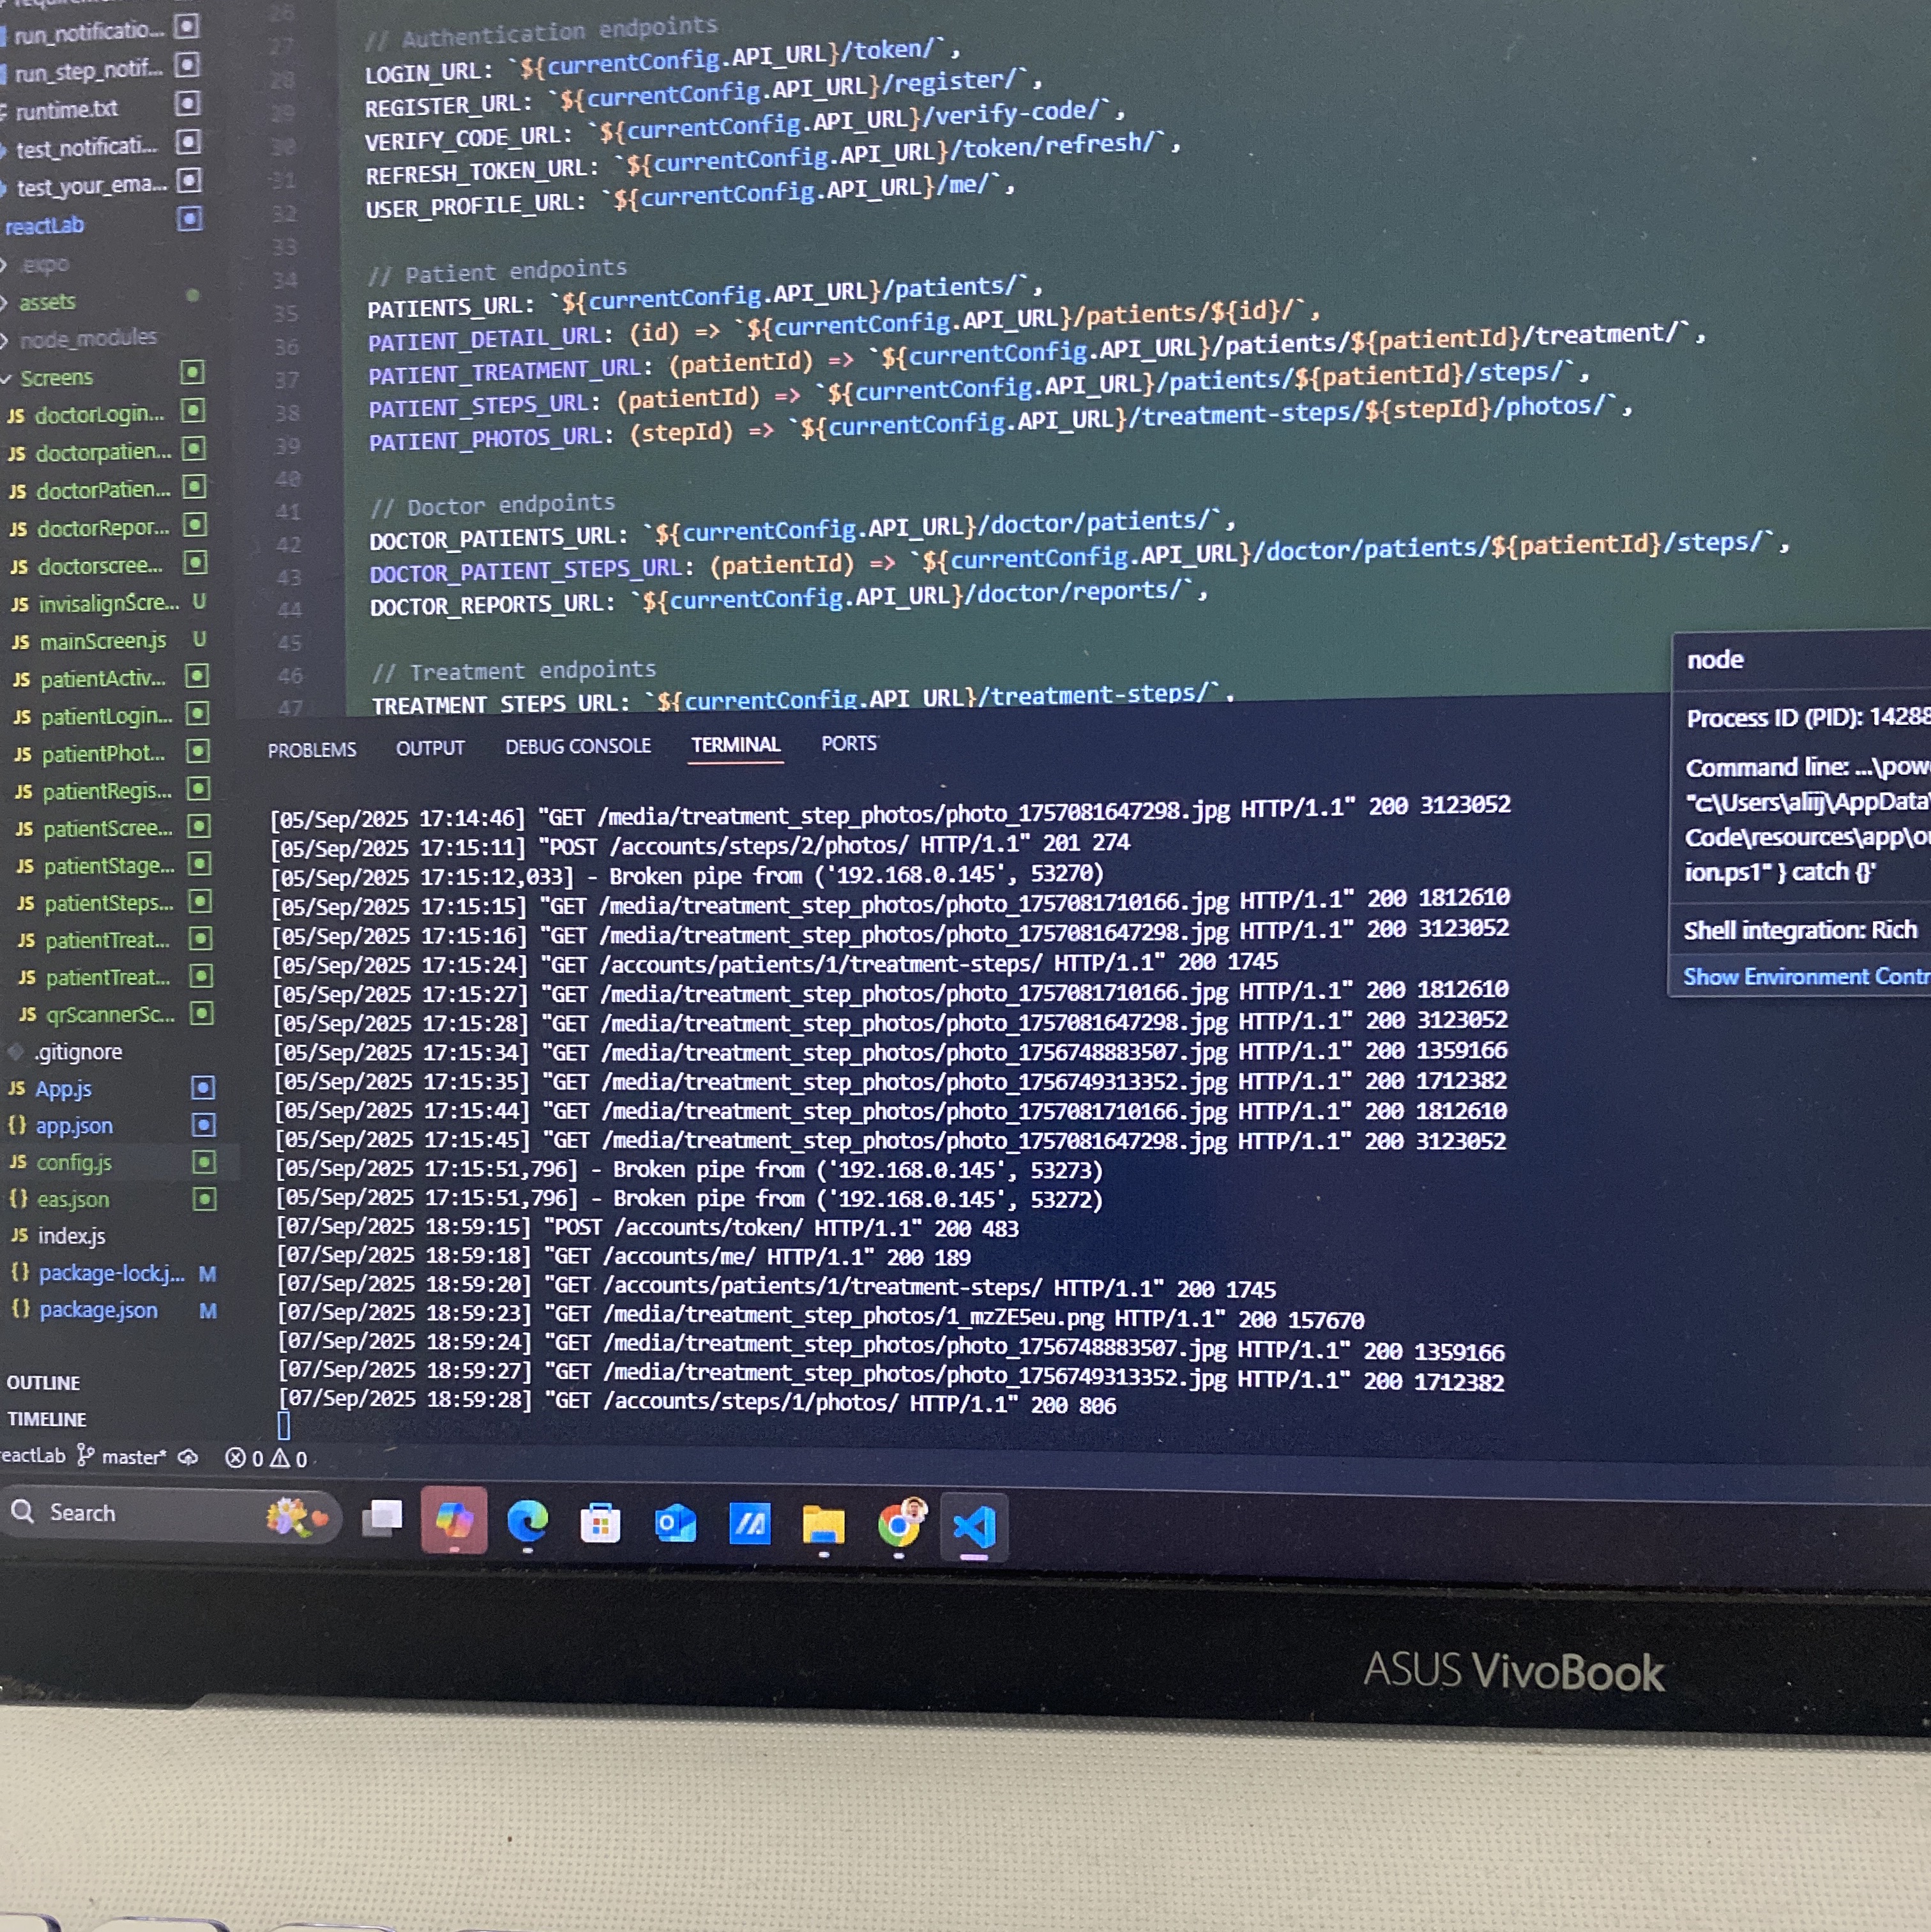 run_notificatio...
run_step_notif...
runtime.txt
test_notificati...
test_your_ema...
reactLab
.expo
assets
node_modules
Screens
JS doctorLogin...
JS doctorpatien...
JS doctorPatien...
JS doctorRepor...
JS doctorscree...
JS invisalignScre... U
JS mainScreen.js U
JS patientActiv...
JS patientLogin...
JS patientPhot...
JS patientRegis...
JS patientScree...
JS patientStage...
JS patientSteps...
JS patientTreat...
JS patientTreat...
JS qrScannerSc...
.gitignore
JS App.js
{} app.json
JS config.js
{} eas.json
JS index.js
{} package-lock.j... M
{} package.json M
OUTLINE
TIMELINE
26
27 // Authentication endpoints
28 LOGIN_URL: `${currentConfig.API_URL}/token/`,
29 REGISTER_URL: `${currentConfig.API_URL}/register/`,
30 VERIFY_CODE_URL: `${currentConfig.API_URL}/verify-code/`,
31 REFRESH_TOKEN_URL: `${currentConfig.API_URL}/token/refresh/`,
32 USER_PROFILE_URL: `${currentConfig.API_URL}/me/`,
33
34 // Patient endpoints
35 PATIENTS_URL: `${currentConfig.API_URL}/patients/`,
36 PATIENT_DETAIL_URL: (id) => `${currentConfig.API_URL}/patients/${id}/`,
37 PATIENT_TREATMENT_URL: (patientId) => `${currentConfig.API_URL}/patients/${patientId}/treatment/`,
38 PATIENT_STEPS_URL: (patientId) => `${currentConfig.API_URL}/patients/${patientId}/steps/`,
39 PATIENT_PHOTOS_URL: (stepId) => `${currentConfig.API_URL}/treatment-steps/${stepId}/photos/`,
40
41 // Doctor endpoints
42 DOCTOR_PATIENTS_URL: `${currentConfig.API_URL}/doctor/patients/`,
43 DOCTOR_PATIENT_STEPS_URL: (patientId) => `${currentConfig.API_URL}/doctor/patients/${patientId}/steps/`,
44 DOCTOR_REPORTS_URL: `${currentConfig.API_URL}/doctor/reports/`,
45
46 // Treatment endpoints
47 TREATMENT_STEPS_URL: `${currentConfig.API_URL}/treatment-steps/`,
PROBLEMS OUTPUT DEBUG CONSOLE TERMINAL PORTS
[05/Sep/2025 17:14:46] "GET /media/treatment_step_photos/photo_1757081647298.jpg HTTP/1.1" 200 3123052
[05/Sep/2025 17:15:11] "POST /accounts/steps/2/photos/ HTTP/1.1" 201 274
[05/Sep/2025 17:15:12,033] - Broken pipe from ('192.168.0.145', 53270)
[05/Sep/2025 17:15:15] "GET /media/treatment_step_photos/photo_1757081710166.jpg HTTP/1.1" 200 1812610
[05/Sep/2025 17:15:16] "GET /media/treatment_step_photos/photo_1757081647298.jpg HTTP/1.1" 200 3123052
[05/Sep/2025 17:15:24] "GET /accounts/patients/1/treatment-steps/ HTTP/1.1" 200 1745
[05/Sep/2025 17:15:27] "GET /media/treatment_step_photos/photo_1757081710166.jpg HTTP/1.1" 200 1812610
[05/Sep/2025 17:15:28] "GET /media/treatment_step_photos/photo_1757081647298.jpg HTTP/1.1" 200 3123052
[05/Sep/2025 17:15:34] "GET /media/treatment_step_photos/photo_1756748883507.jpg HTTP/1.1" 200 1359166
[05/Sep/2025 17:15:35] "GET /media/treatment_step_photos/photo_1756749313352.jpg HTTP/1.1" 200 1712382
[05/Sep/2025 17:15:44] "GET /media/treatment_step_photos/photo_1757081710166.jpg HTTP/1.1" 200 1812610
[05/Sep/2025 17:15:45] "GET /media/treatment_step_photos/photo_1757081647298.jpg HTTP/1.1" 200 3123052
[05/Sep/2025 17:15:51,796] - Broken pipe from ('192.168.0.145', 53273)
[05/Sep/2025 17:15:51,796] - Broken pipe from ('192.168.0.145', 53272)
[07/Sep/2025 18:59:15] "POST /accounts/token/ HTTP/1.1" 200 483
[07/Sep/2025 18:59:18] "GET /accounts/me/ HTTP/1.1" 200 189
[07/Sep/2025 18:59:20] "GET /accounts/patients/1/treatment-steps/ HTTP/1.1" 200 1745
[07/Sep/2025 18:59:23] "GET /media/treatment_step_photos/1_mzZE5eu.png HTTP/1.1" 200 157670
[07/Sep/2025 18:59:24] "GET /media/treatment_step_photos/photo_1756748883507.jpg HTTP/1.1" 200 1359166
[07/Sep/2025 18:59:27] "GET /media/treatment_step_photos/photo_1756749313352.jpg HTTP/1.1" 200 1712382
[07/Sep/2025 18:59:28] "GET /accounts/steps/1/photos/ HTTP/1.1" 200 806
node
Process ID (PID): 14288
Command line: ...\pow
"c:\Users\aliij\AppData\
Code\resources\app\o
ion.ps1" } catch {}'
Shell integration: Rich
Show Environment Contr
eactLab master* 0 0
Search
ASUS VivoBook